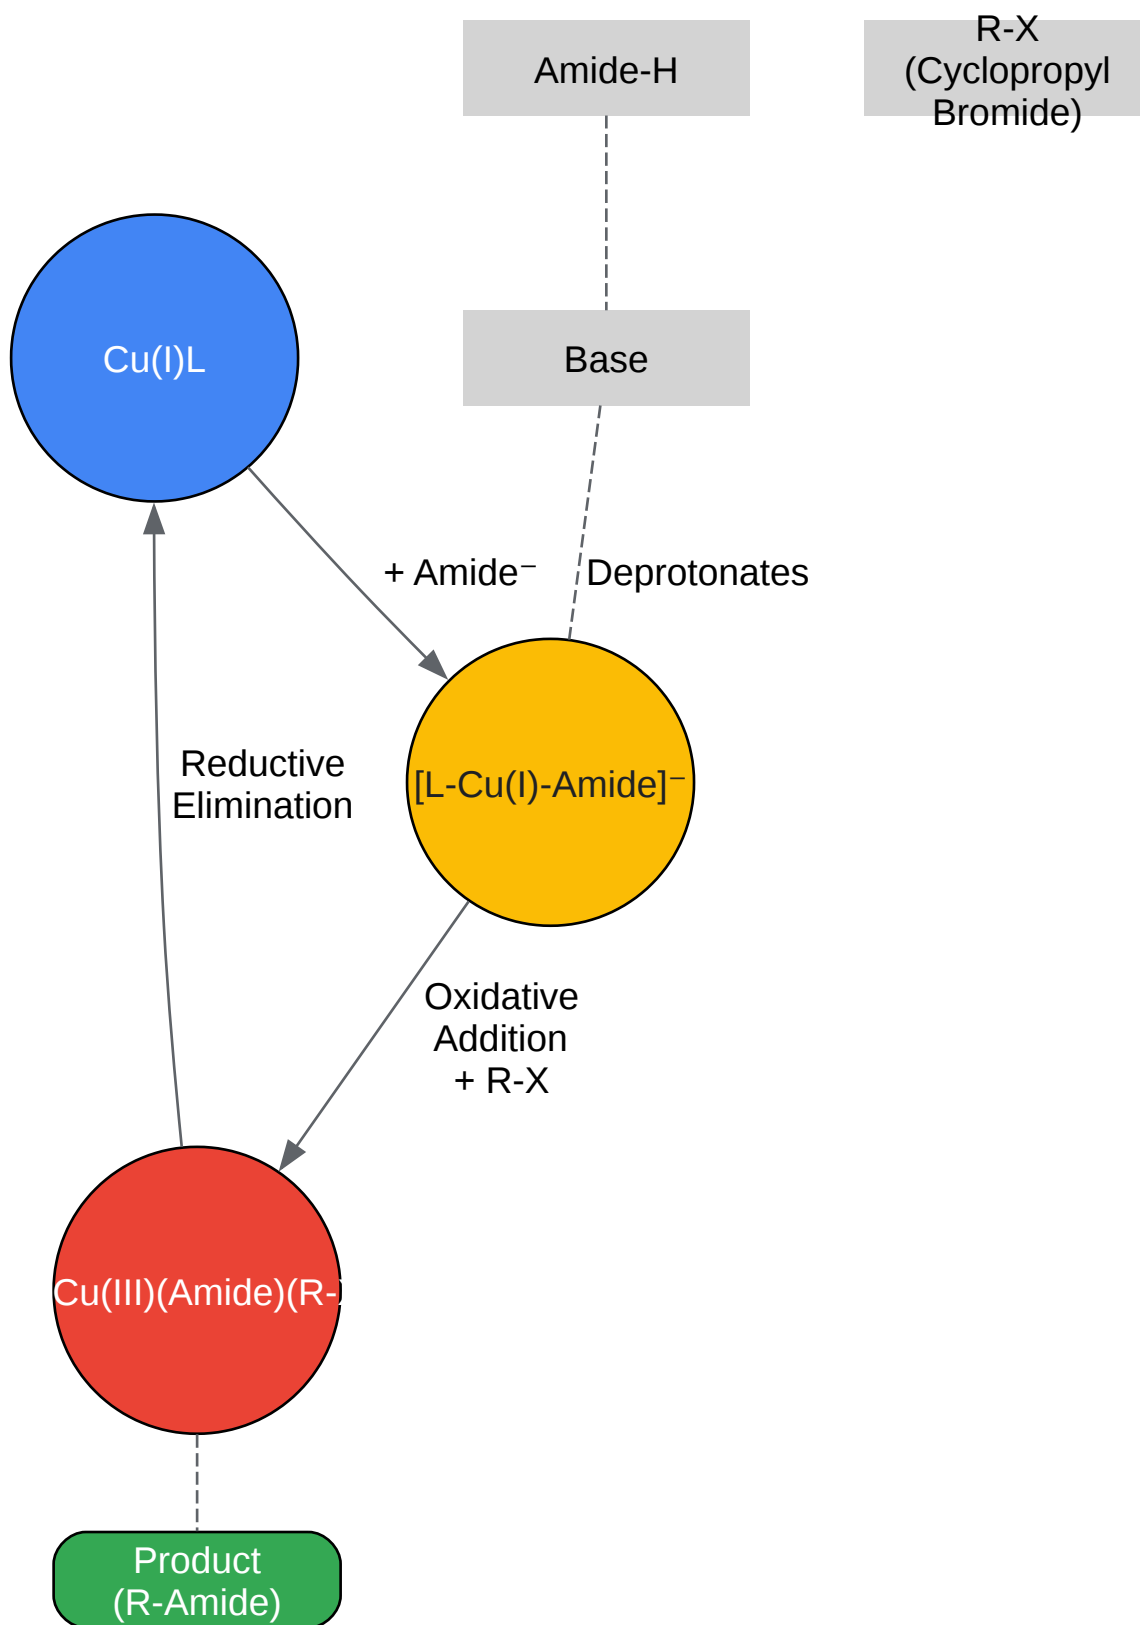 R-X
(Cyclopropyl
Bromide)
Amide-H
Cu(I)L
Base
+ Amide⁻
Deprotonates
Reductive
Elimination
[L-Cu(I)-Amide]⁻
Oxidative
Addition
+ R-X
Cu(III)(Amide)(R-
Product
(R-Amide)